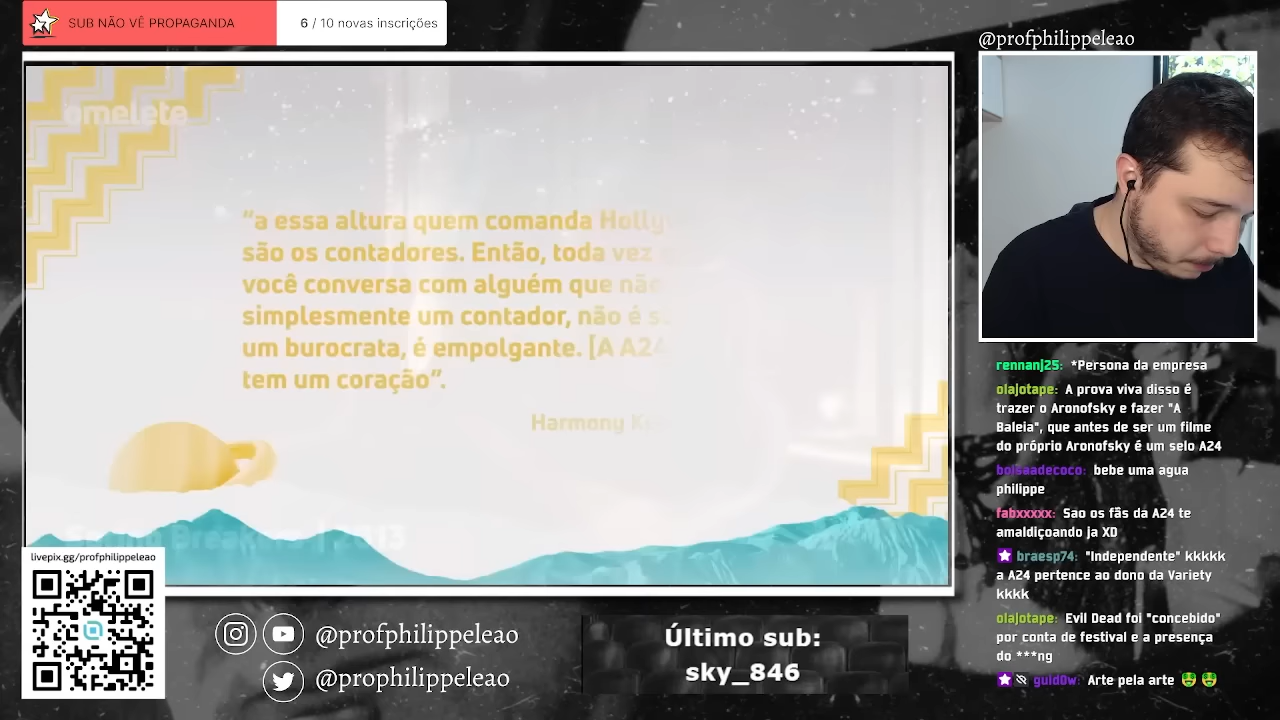 SUB NÃO VÊ PROPAGANDA
6 / 10 novas inscrições
@profphilippeleao
omelete
“a essa altura quem comanda
são os contadores. Então, toda vez
você conversa com alguém que não
simplesmente um contador, não é
um burocrata, é empolgante. [A A24
tem um coração”.
Harmony
2013
rennanj25: *Persona da empresa
olajotape: A prova viva disso é
trazer o Aronofsky e fazer "A
Baleia", que antes de ser um filme
do próprio Aronofsky é um selo A24
bolsaadecoco: bebe uma agua
philippe
fabxxxxx: Sao os fãs da A24 te
amaldiçoando ja XD
braesp74: "Independente" kkkkk
a A24 pertence ao dono da Variety
kkkk
olajotape: Evil Dead foi "concebido"
por conta de festival e a presença
do ***ng
guid0w: Arte pela arte
livepix.gg/profphilippeleao
@profphilippeleao
@prophilippeleao
Último sub:
sky_846